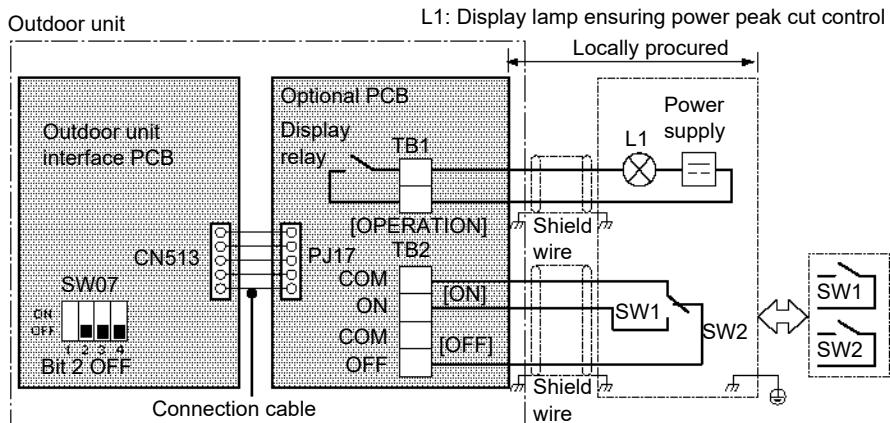 L1: Display lamp ensuring power peak cut control
Outdoor unit
Locally procured
Outdoor unit
interface PCB
Optional PCB
Display
relay
TB1
L1
Power
supply
[OPERATION]
Shield
wire
CN513
PJ17
TB2
COM
ON
COM
OFF
[ON]
[OFF]
SW1
SW2
SW1
SW2
SW07
ON
OFF
1 2 3 4
Bit 2 OFF
Shield
wire
Connection cable